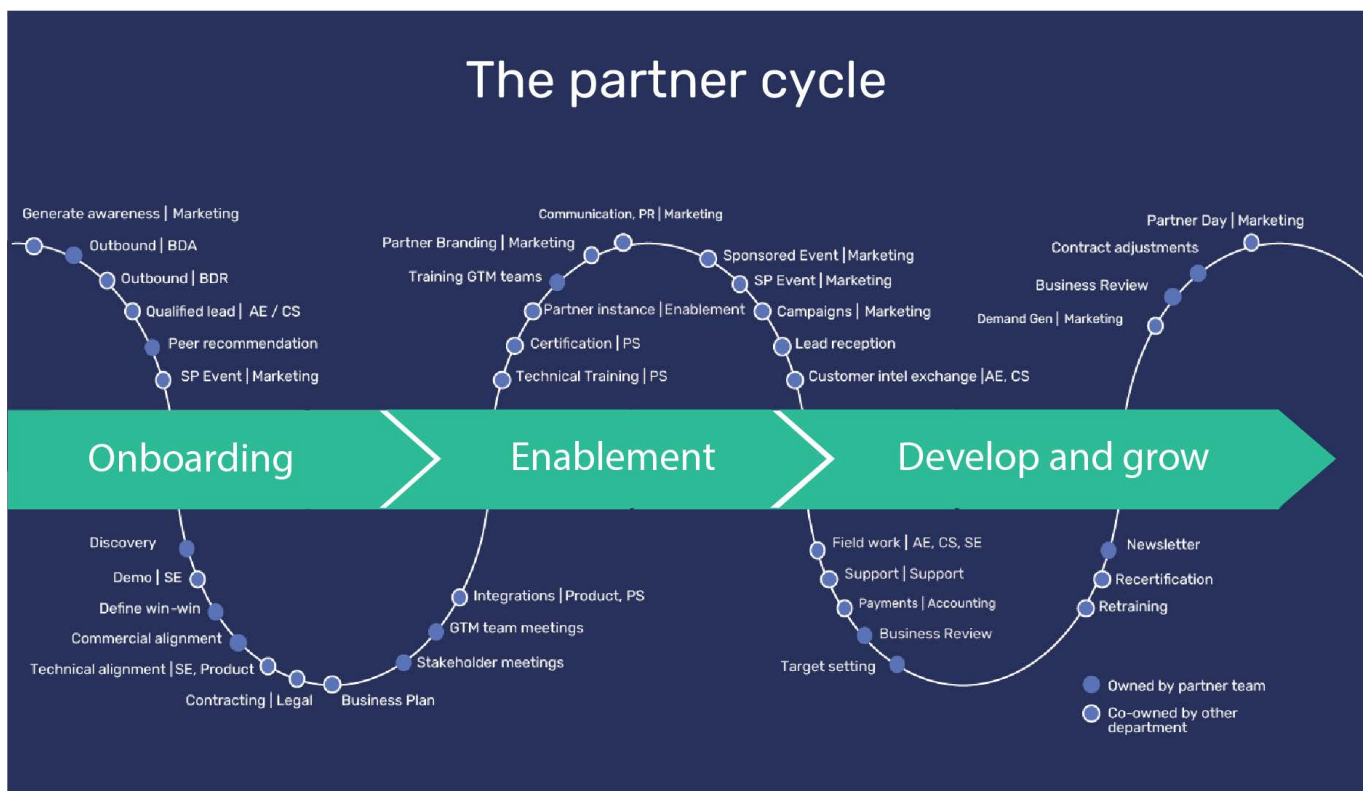 The partner cycle
Generate awareness | Marketing
Outbound | BDA
Outbound | BDR
Qualified lead | AE / CS
Peer recommendation
SP Event | Marketing
Communication, PR | Marketing
Partner Branding | Marketing
Training GTM teams
Partner instance | Enablement
Certification | PS
Technical Training | PS
Sponsored Event | Marketing
SP Event | Marketing
Campaigns | Marketing
Lead reception
Customer intel exchange | AE, CS
Partner Day | Marketing
Contract adjustments
Business Review
Demand Gen | Marketing
Onboarding
Enablement
Develop and grow
Discovery
Demo | SE
Define win-win
Commercial alignment
Technical alignment | SE, Product
Contracting | Legal
Business Plan
Integrations | Product, PS
GTM team meetings
Stakeholder meetings
Field work | AE, CS, SE
Support | Support
Payments | Accounting
Business Review
Target setting
Newsletter
Recertification
Retraining
Owned by partner team
Co-owned by other
department